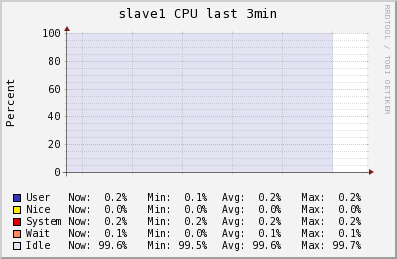 slave1 CPU last 3min
RRDTOOL / TOBI OETIKER
Percent
100
80
60
40
20
0
User Now: 0.2% Min: 0.1% Avg: 0.2% Max: 0.2%
Nice Now: 0.0% Min: 0.0% Avg: 0.0% Max: 0.0%
System Now: 0.2% Min: 0.2% Avg: 0.2% Max: 0.2%
Wait Now: 0.1% Min: 0.0% Avg: 0.1% Max: 0.1%
Idle Now: 99.6% Min: 99.5% Avg: 99.6% Max: 99.7%